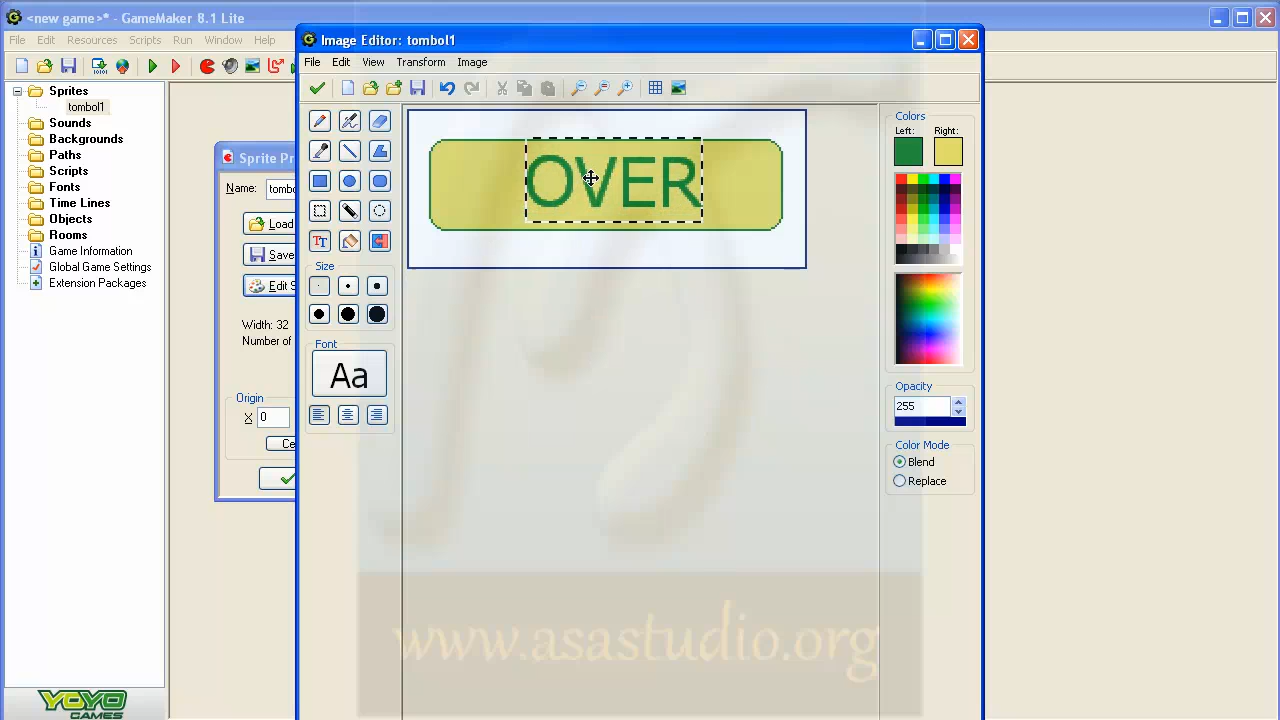 <new game>* - GameMaker 8.1 Lite
File Edit Resources Scripts Run Window Help
Sprites
tombol1
Sounds
Backgrounds
Paths
Scripts
Fonts
Time Lines
Objects
Rooms
Game Information
Global Game Settings
Extension Packages
YOYO
GAMES
Sprite Pr
Name: tombo
Load
Save
Edit S
Width: 32
Number of
Origin
X 0
Ce
Image Editor: tombol1
File Edit View Transform Image
OVER
Size
Font
Aa
Colors
Left: Right:
Opacity
255
Color Mode
Blend
Replace
www.asastudio.org